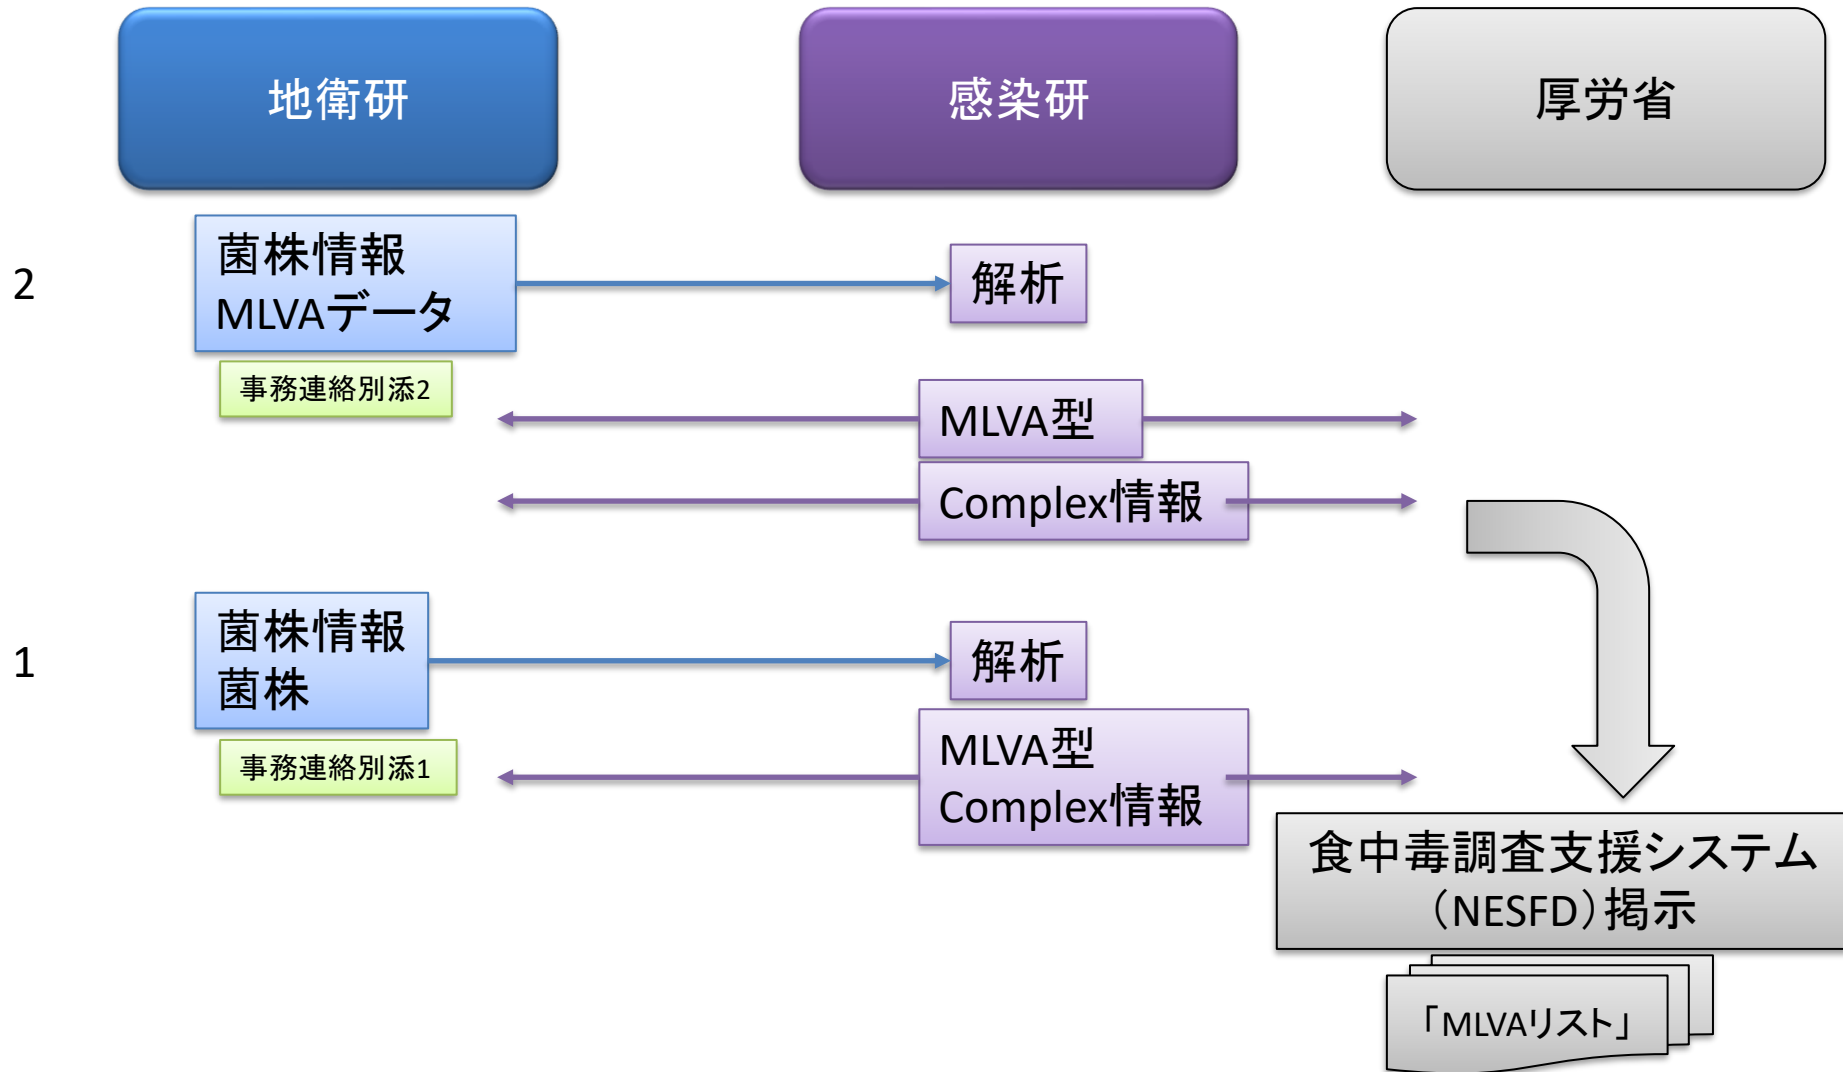 地衛研
感染研
厚労省
2
菌株情報
MLVAデータ
解析
事務連絡別添2
MLVA型
Complex情報
1
菌株情報
菌株
解析
事務連絡別添1
MLVA型
Complex情報
食中毒調査支援システム
（NESFD）掲示
「MLVAリスト」